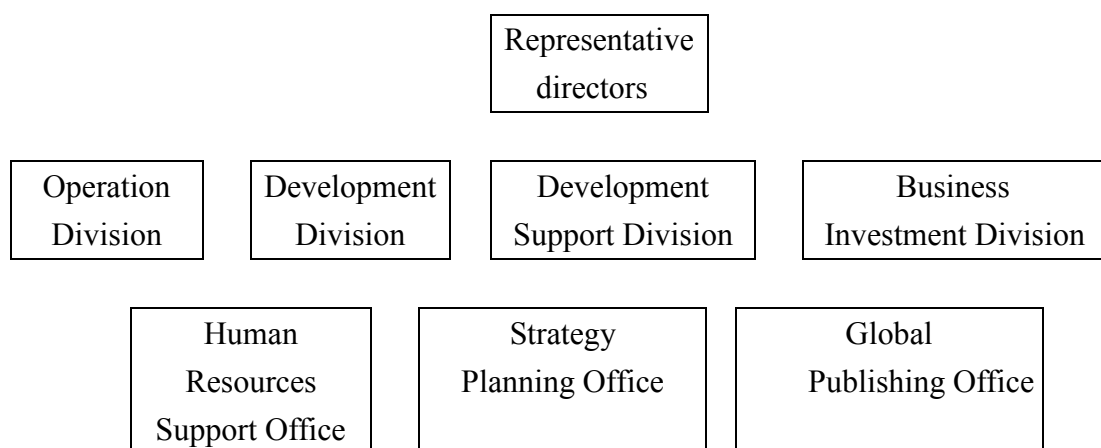 Representative
directors
Operation
Division
Development
Division
Development
Support Division
Business
Investment Division
Human
Resources
Support Office
Strategy
Planning Office
Global
Publishing Office